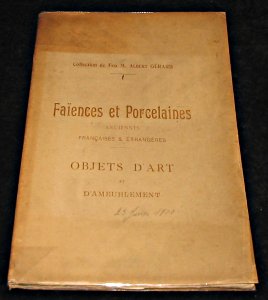 Collection de Feu M. ALBERT GÉRARD
Faïences et Porcelaines
ANCIENNES
FRANÇAISES & ÉTRANGÈRES
OBJETS D'ART
ET
D'AMEUBLEMENT